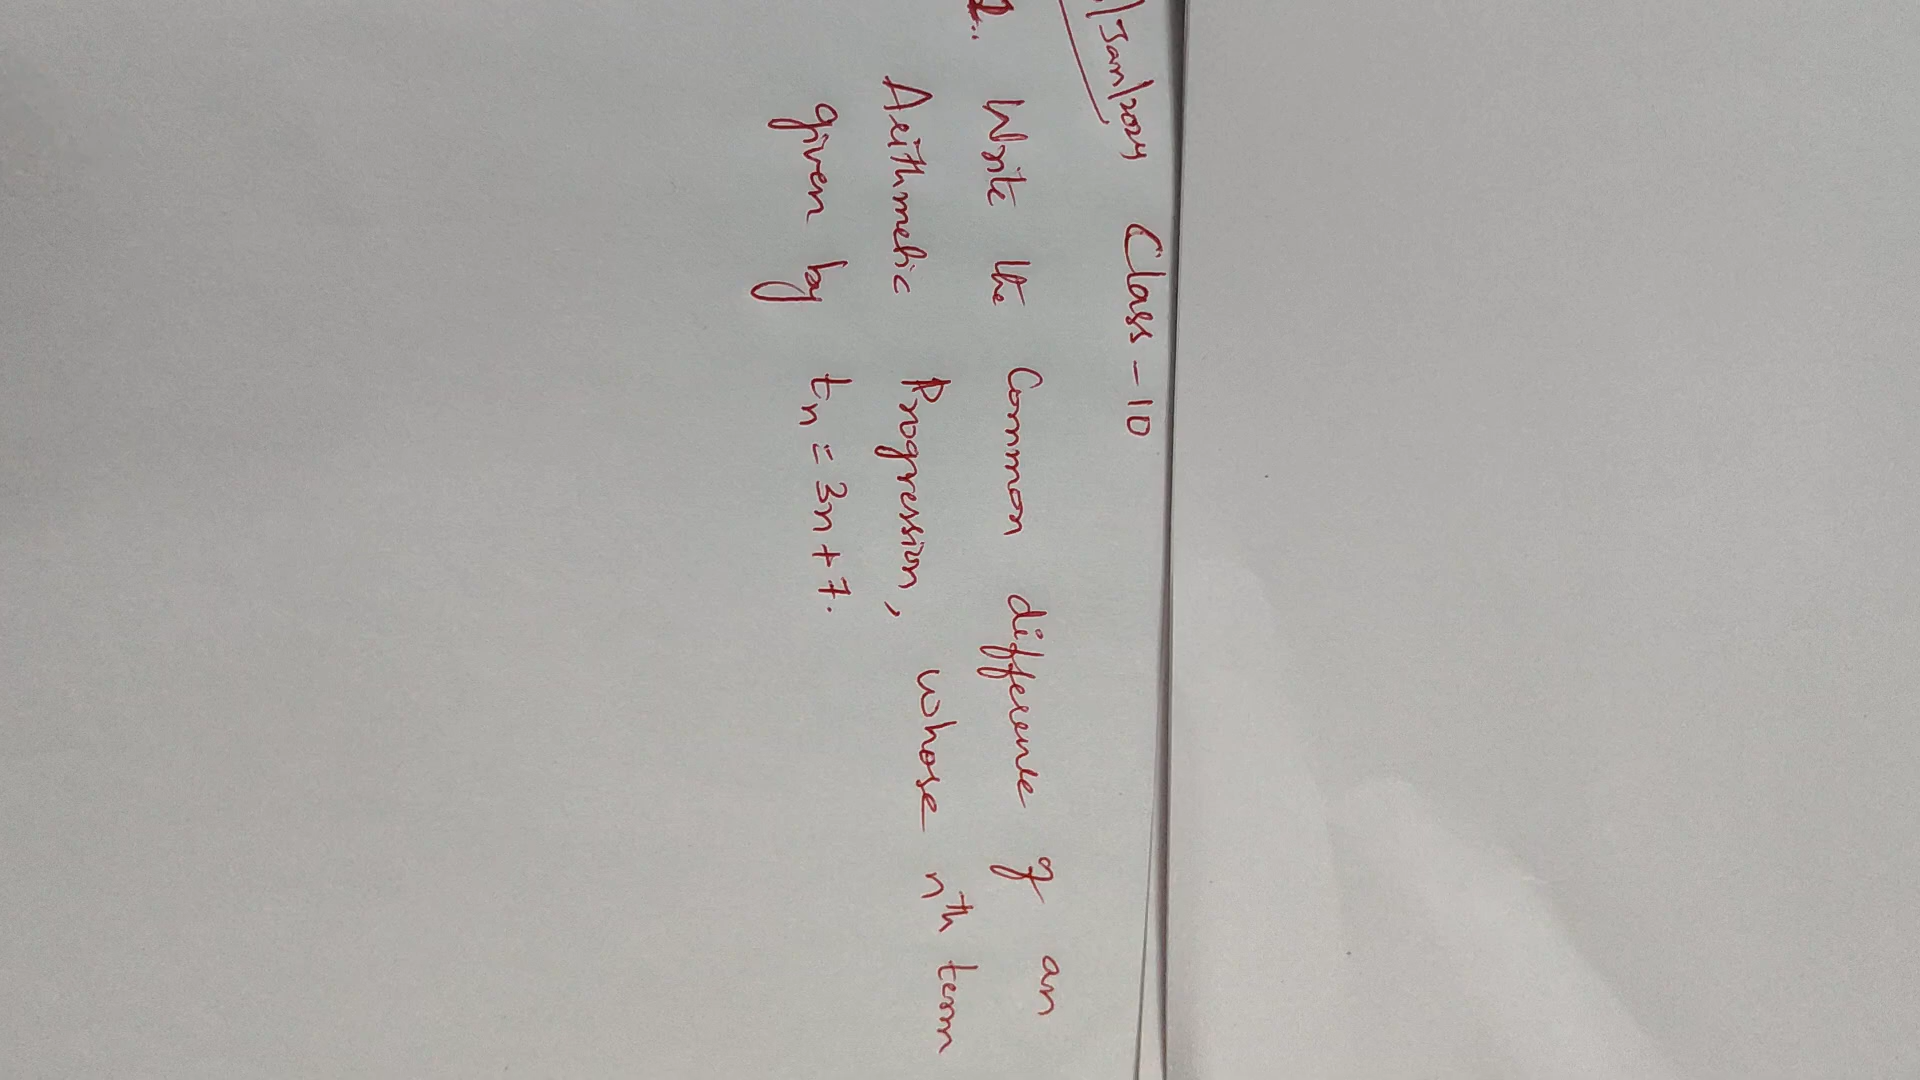 /Jan/2024 Class - 10
Write the Common difference of an
Arithmetic Progression, whose nth term
given by tn = 3n + 7.